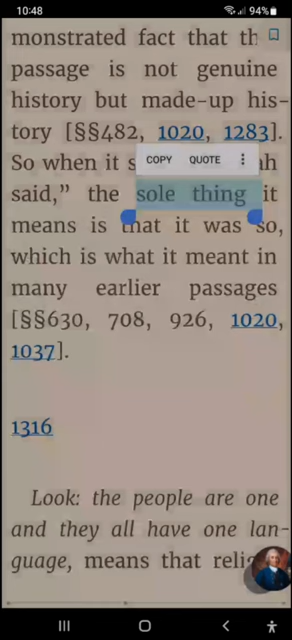 10:48
94%
monstrated fact that th
passage is not genuine
history but made-up his-
tory [§§482, 1020, 1283].
COPY QUOTE
So when it s
said,” the sole thing it
means is that it was so,
which is what it meant in
many earlier passages
[§§630, 708, 926, 1020,
1037].
1316
Look: the people are one
and they all have one lan-
guage, means that reli